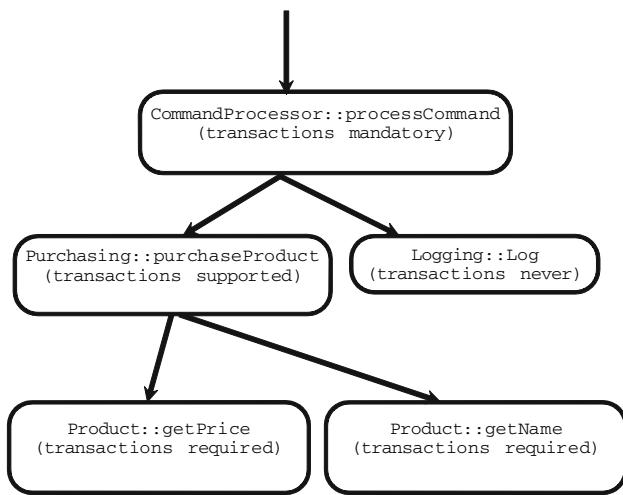 CommandProcessor::processCommand
(transactions mandatory)
Purchasing::purchaseProduct
(transactions supported)
Logging::Log
(transactions never)
Product::getPrice
(transactions required)
Product::getName
(transactions required)